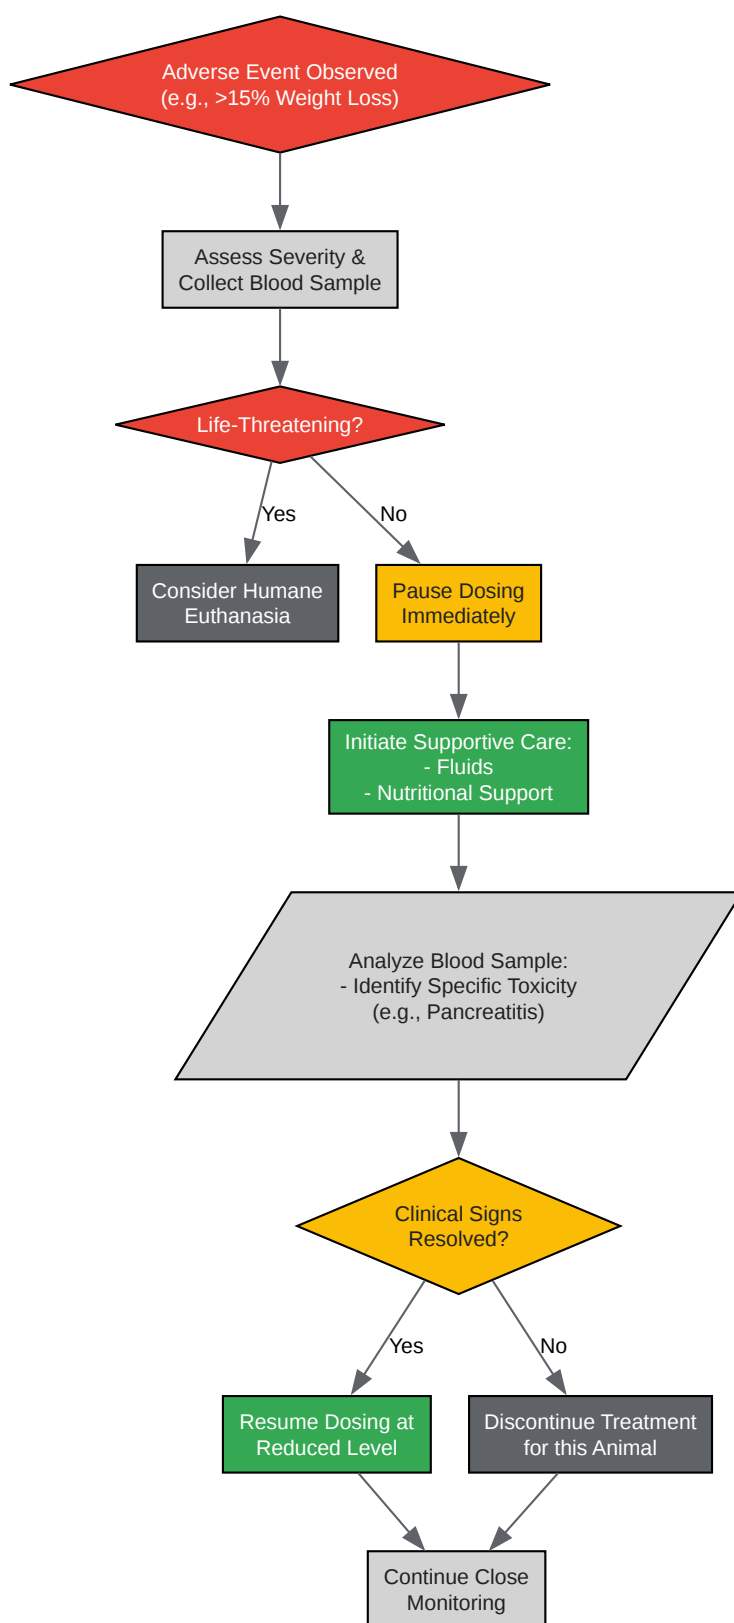 Adverse Event Observed
(e.g., >15% Weight Loss)
Assess Severity &
Collect Blood Sample
Life-Threatening?
Yes
No
Consider Humane
Euthanasia
Pause Dosing
Immediately
Initiate Supportive Care:
- Fluids
- Nutritional Support
Analyze Blood Sample:
- Identify Specific Toxicity
(e.g., Pancreatitis)
Clinical Signs
Resolved?
Yes
No
Resume Dosing at
Reduced Level
Discontinue Treatment
for this Animal
Continue Close
Monitoring